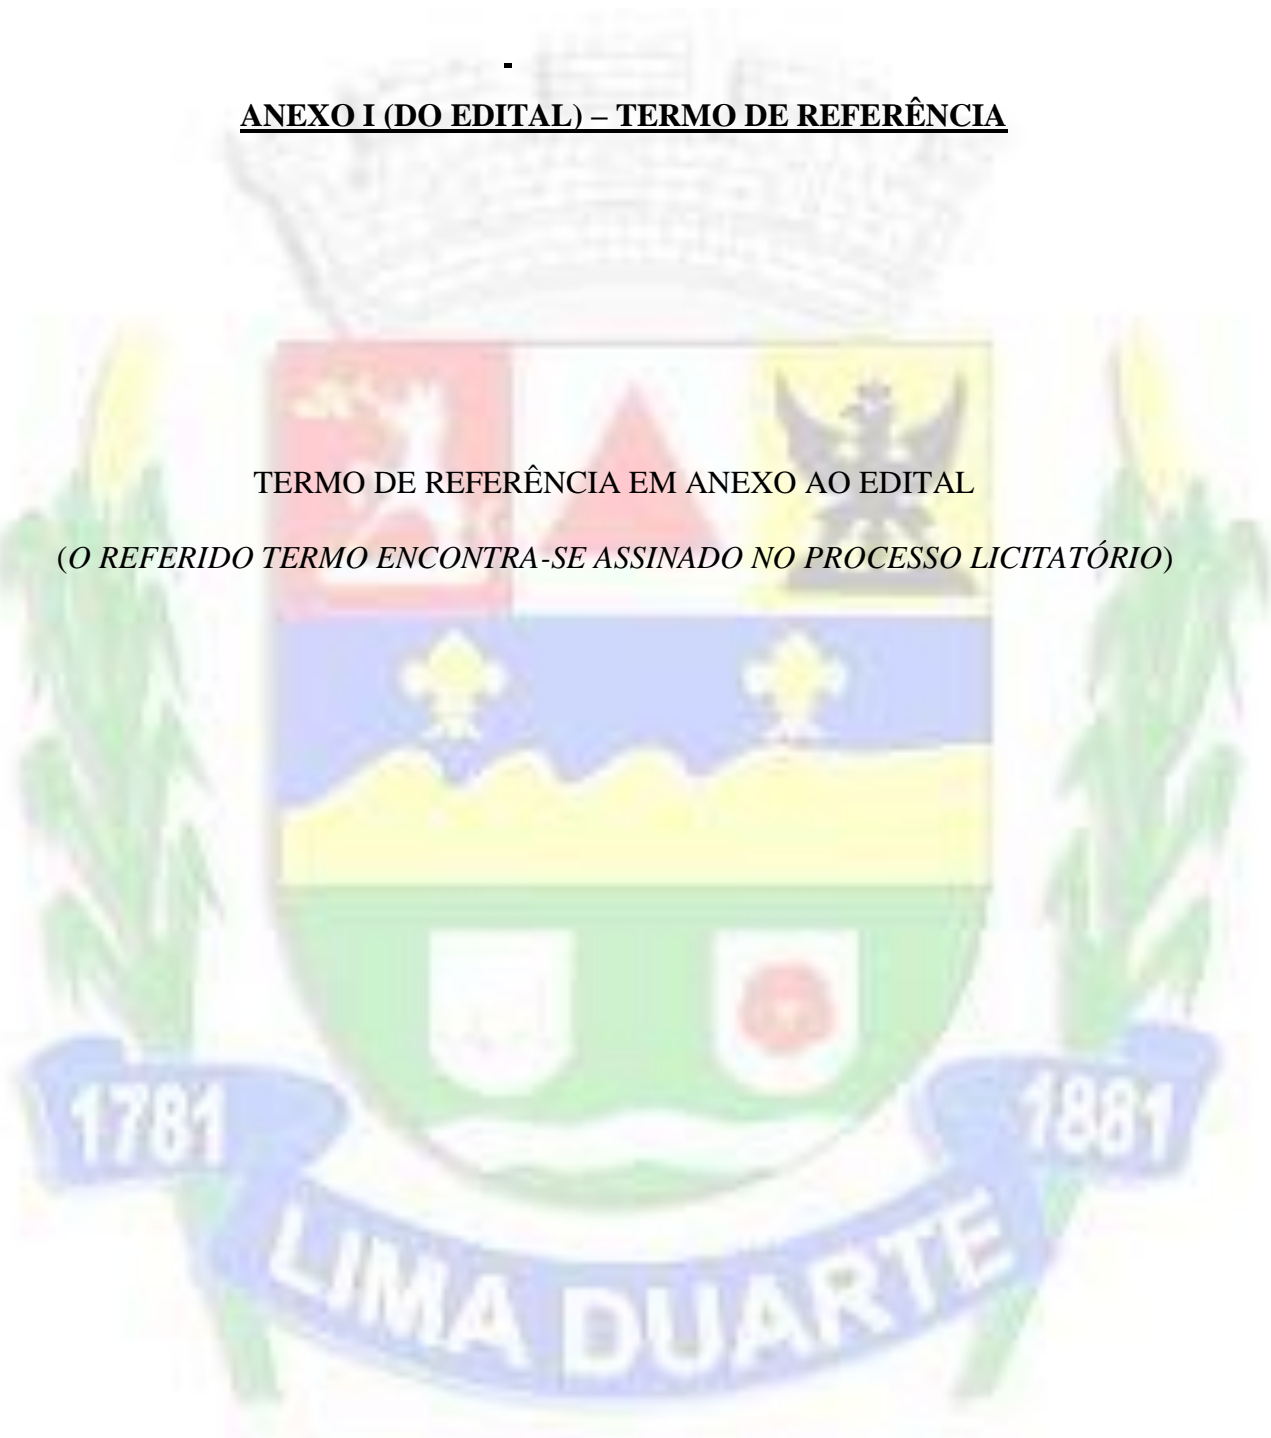 -
ANEXO I (DO EDITAL) – TERMO DE REFERÊNCIA
TERMO DE REFERÊNCIA EM ANEXO AO EDITAL
(O REFERIDO TERMO ENCONTRA-SE ASSINADO NO PROCESSO LICITATÓRIO)
1781
1881
LIMA DUARTE